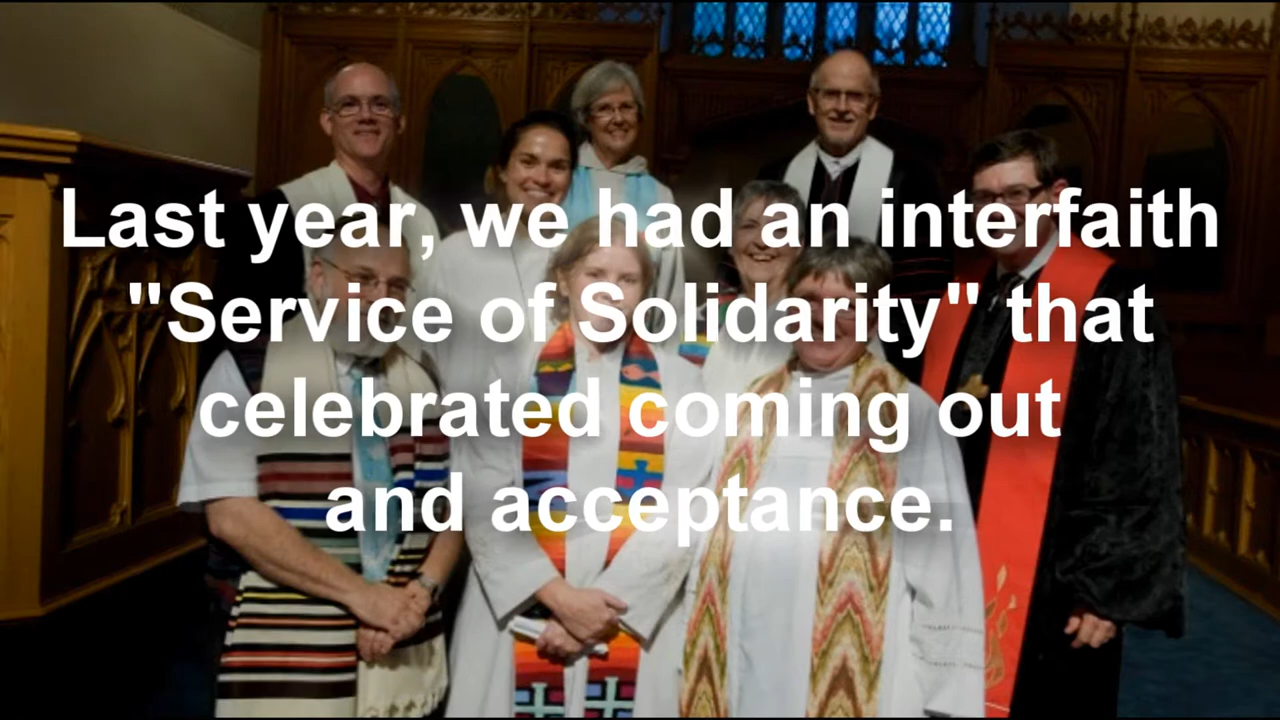 Last year, we had an interfaith
"Service of Solidarity" that
celebrated coming out
and acceptance.